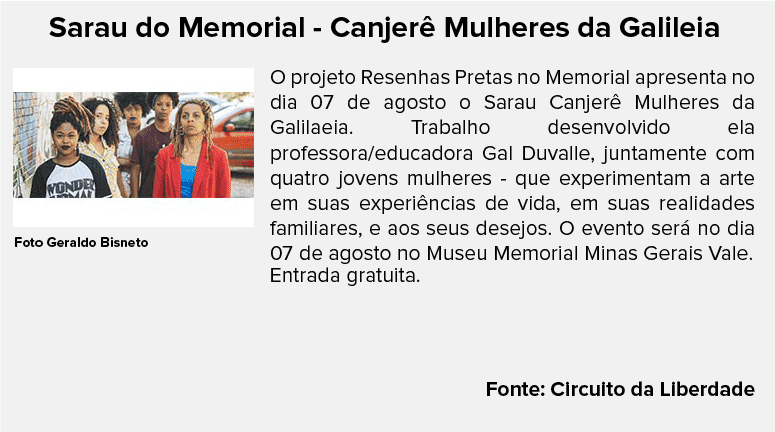 Sarau do Memorial - Canjerê Mulheres da Galileia
O projeto Resenhas Pretas no Memorial apresenta no
dia 07 de agosto o Sarau Canjerê Mulheres da
Galilaeia. Trabalho desenvolvido ela
professora/educadora Gal Duvalle, juntamente com
quatro jovens mulheres - que experimentam a arte
em suas experiências de vida, em suas realidades
familiares, e aos seus desejos. O evento será no dia
07 de agosto no Museu Memorial Minas Gerais Vale.
Entrada gratuita.
WONDER
Foto Geraldo Bisneto
Fonte: Circuito da Liberdade